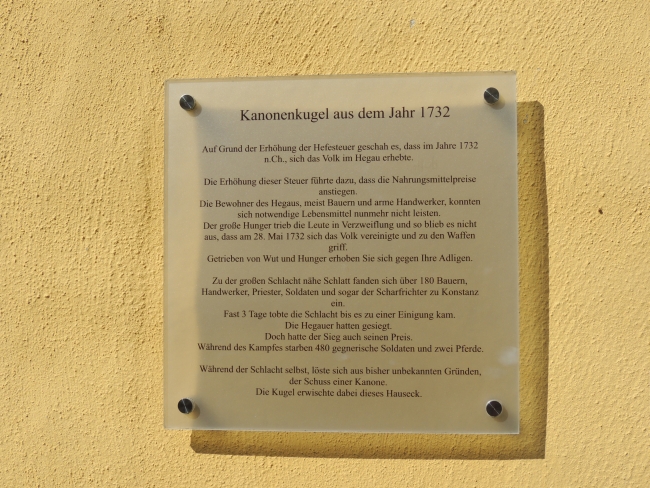 Kanonenkugel aus dem Jahr 1732
Auf Grund der Erhöhung der Hefesteuer geschah es, dass im Jahre 1732
n.Ch., sich das Volk im Hegau erhebte.
Die Erhöhung dieser Steuer führte dazu, dass die Nahrungsmittelpreise
anstiegen.
Die Bewohner des Hegaus, meist Bauern und arme Handwerker, konnten
sich notwendige Lebensmittel nunmehr nicht leisten.
Der große Hunger trieb die Leute in Verzweiflung und so blieb es nicht
aus, dass am 28. Mai 1732 sich das Volk vereinigte und zu den Waffen
griff.
Getrieben von Wut und Hunger erhoben Sie sich gegen Ihre Adligen.
Zu der großen Schlacht nähe Schlatt fanden sich über 180 Bauern,
Handwerker, Priester, Soldaten und sogar der Scharfrichter zu Konstanz
ein.
Fast 3 Tage tobte die Schlacht bis es zu einer Einigung kam.
Die Hegauer hatten gesiegt.
Doch hatte der Sieg auch seinen Preis.
Während des Kampfes starben 480 gegnerische Soldaten und zwei Pferde.
Während der Schlacht selbst, löste sich aus bisher unbekannten Gründen,
der Schuss einer Kanone.
Die Kugel erwischte dabei dieses Hauseck.